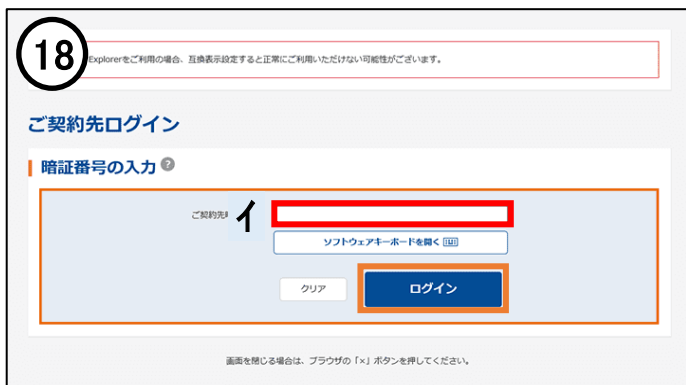 18
Explorerをご利用の場合、互換表示設定すると正常にご利用いただけない可能性がございます。
ご契約先ログイン
暗証番号の入力 ?
ご契約先 イ
ソフトウェアキーボードを開く
クリア ログイン
画面を閉じる場合は、ブラウザの「×」ボタンを押してください。